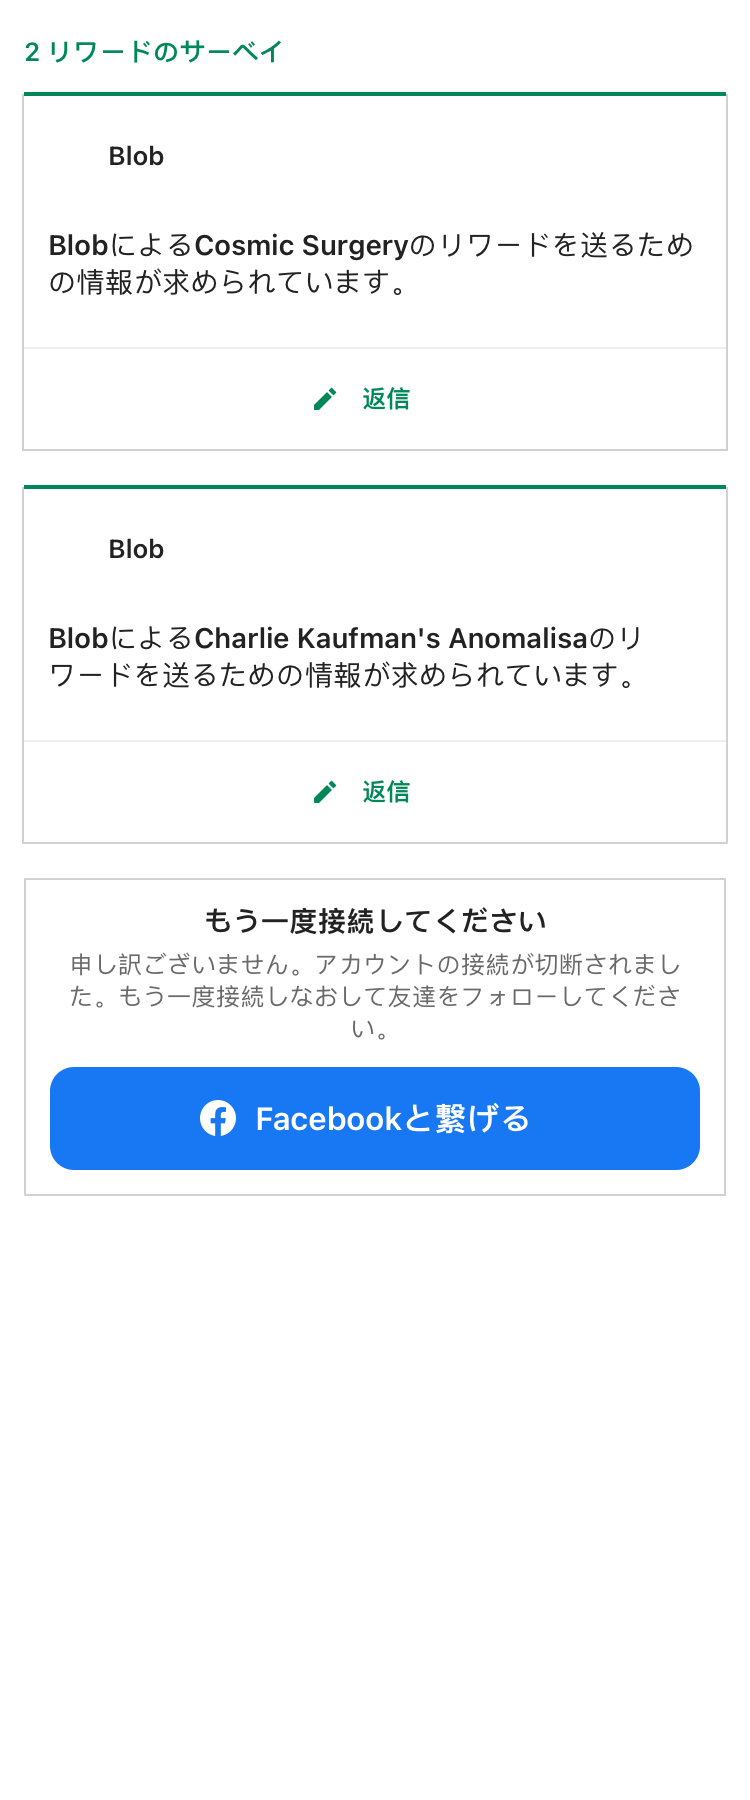 2 リワードのサーベイ
Blob
BlobによるCosmic Surgeryのリワードを送るため
の情報が求められています。
返信
Blob
BlobによるCharlie Kaufman's Anomalisaのリ
ワードを送るための情報が求められています。
返信
もう一度接続してください
申し訳ございません。アカウントの接続が切断されまし
た。もう一度接続しなおして友達をフォローしてくださ
い。
Facebookと繋げる